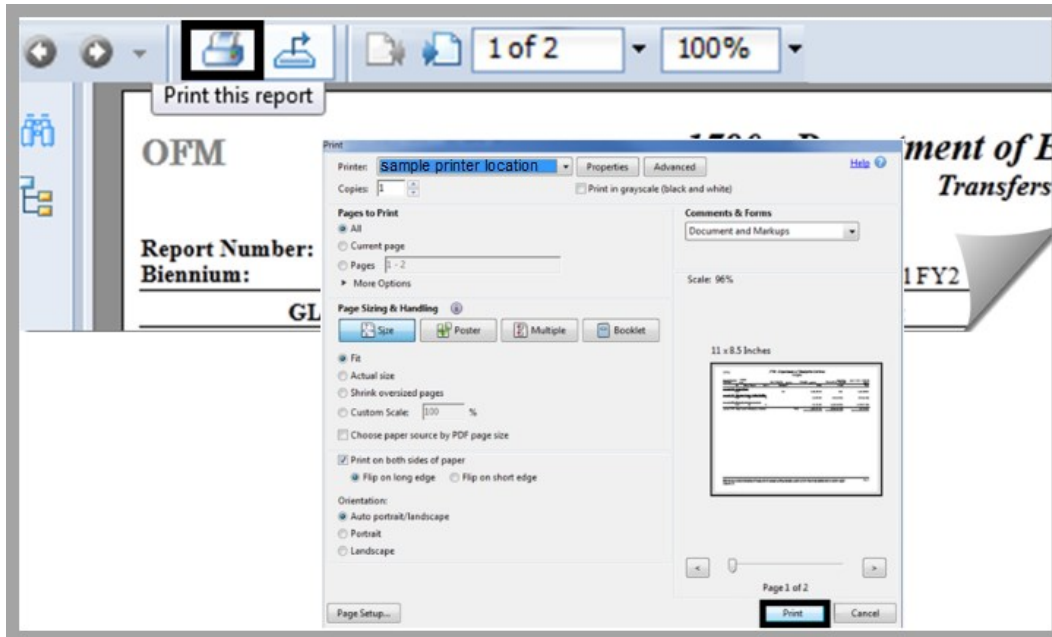 1 of 2 100%
Print this report
OFM
ment of E
Transfers
Report Number:
Biennium:
1FY2
GL
Print
Printer: sample printer location Properties Advanced Help
Copies: 1 Print in grayscale (black and white)
Pages to Print
All
Current page
Pages 1 - 2
More Options
Comments & Forms
Document and Markups
Scale: 96%
Page Sizing & Handling
Size Poster Multiple Booklet
Fit
Actual size
Shrink oversized pages
Custom Scale: 100 %
Choose paper source by PDF page size
11 x 8.5 Inches
Print on both sides of paper
Flip on long edge Flip on short edge
Orientation:
Auto portrait/landscape
Portrait
Landscape
< >
Page 1 of 2
Page Setup... Print Cancel